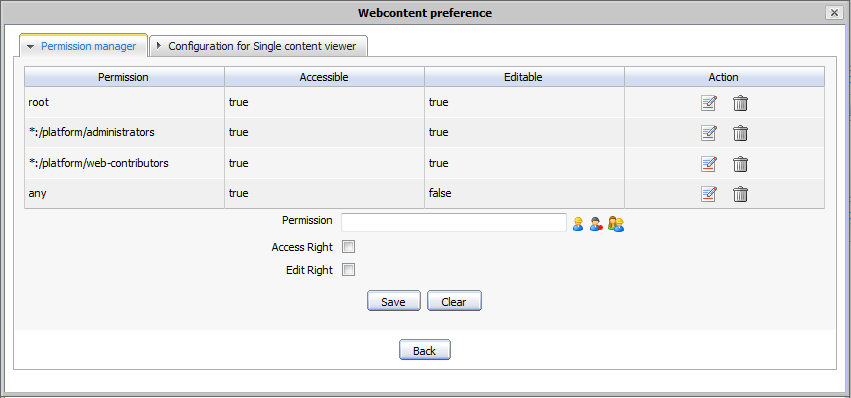 Webcontent preference
Permission manager Configuration for Single content viewer
Permission Accessible Editable Action
root true true
*:/platform/administrators true true
*:/platform/web-contributors true true
any true false
Permission
Access Right
Edit Right
Save Clear
Back